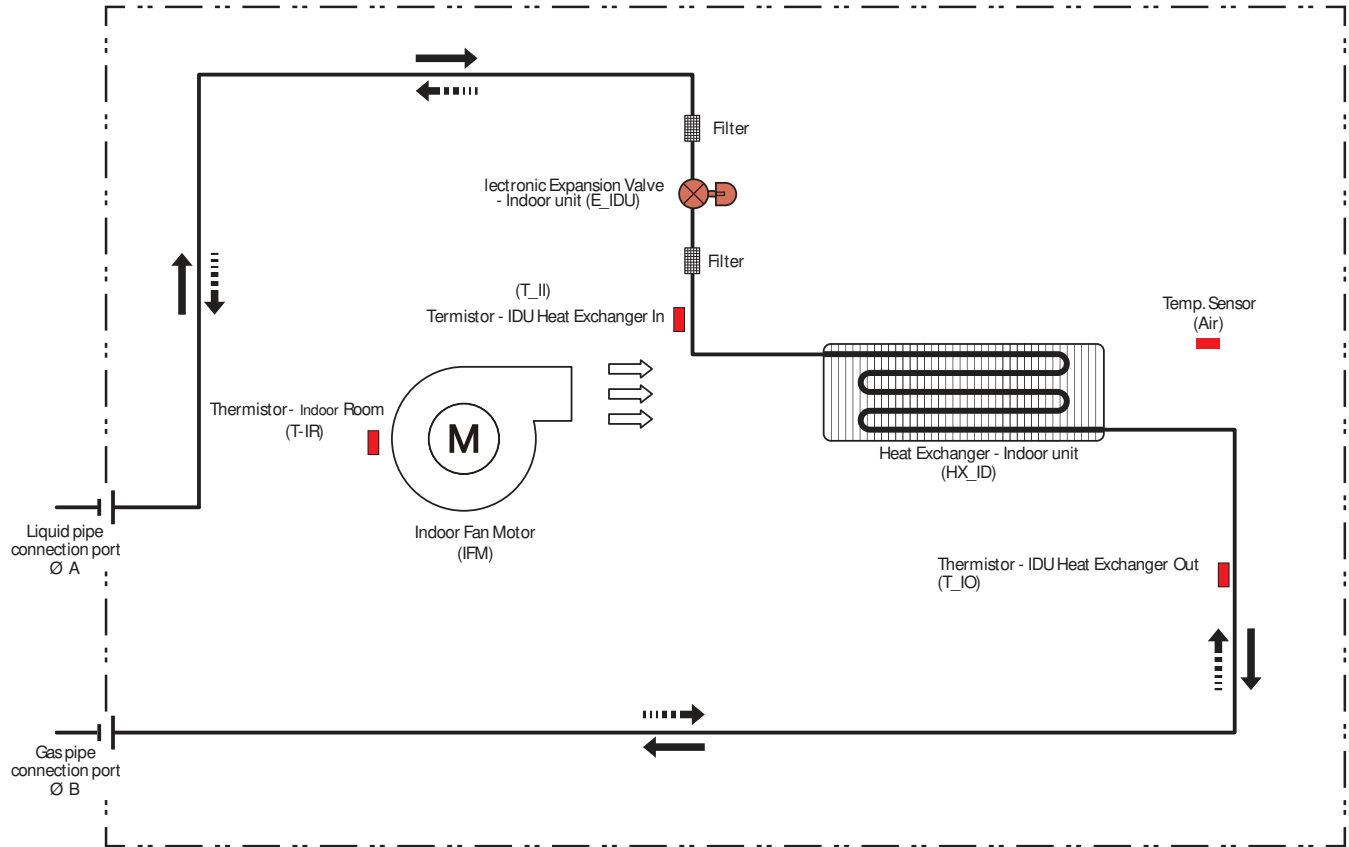 Filter
lectronic Expansion Valve
- Indoor unit (E_IDU)
Filter
(T_II)
Termistor - IDU Heat Exchanger In
Temp. Sensor
(Air)
Thermistor - Indoor Room
(T-IR)
M
Heat Exchanger - Indoor unit
(HX_ID)
Indoor Fan Motor
(IFM)
Liquid pipe
connection port
Ø A
Thermistor - IDU Heat Exchanger Out
(T_IO)
Gas pipe
connection port
Ø B